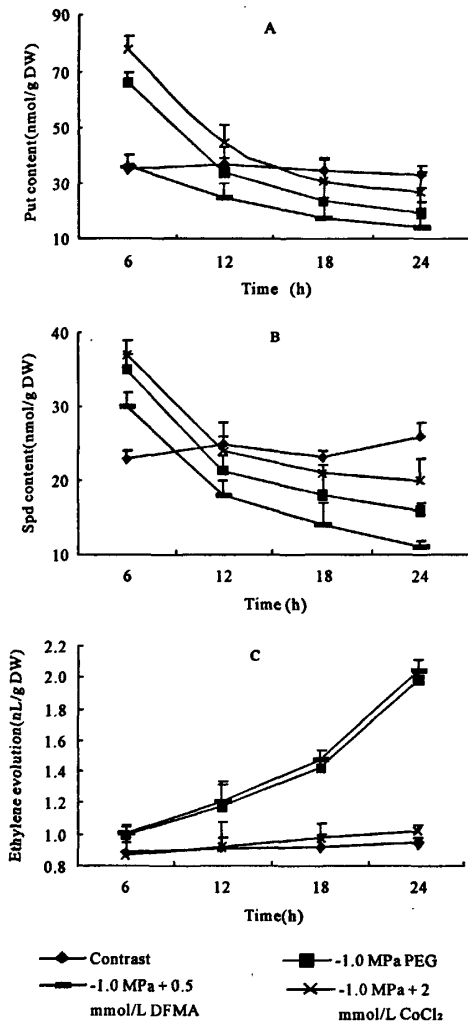 A
Put content(nmol/g DW)
90
70
50
30
10
6 12 18 24
Time (h)
B
Spd content(nmol/g DW)
40
30
20
10
6 12 18 24
Time (h)
C
Ethylene evolution(nL/g DW)
2.2
2.0
1.8
1.6
1.4
1.2
1.0
0.8
6 12 18 24
Time(h)
Contrast
-1.0 MPa PEG
-1.0 MPa + 0.5
mmol/L DFMA
-1.0 MPa + 2
mmol/L CoCl₂